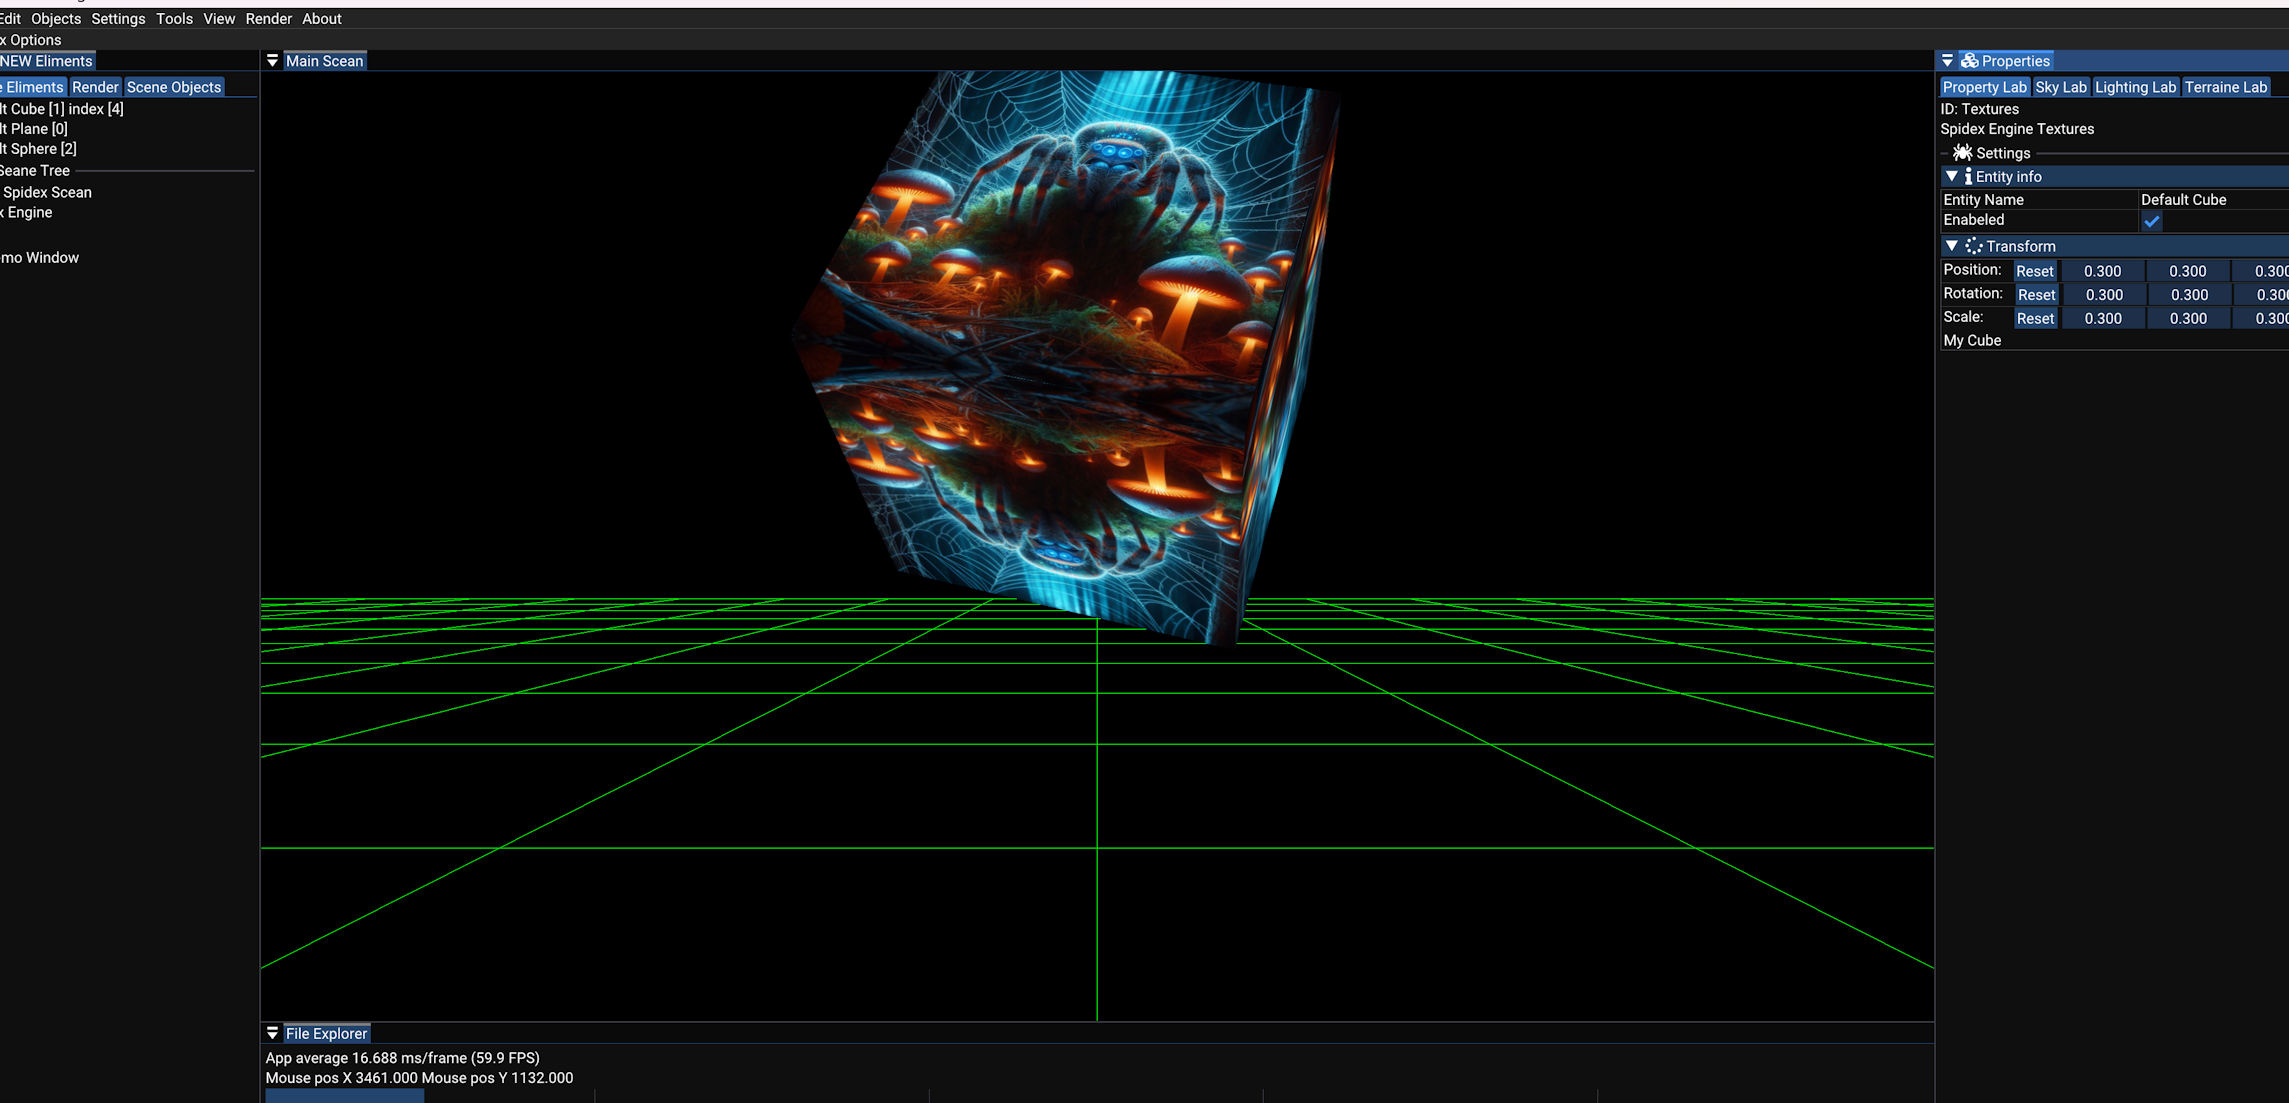 Edit Objects Settings Tools View Render About
x Options
NEW Eliments
e Eliments Render Scene Objects
lt Cube [1] index [4]
lt Plane [0]
lt Sphere [2]
Seane Tree
Spidex Scean
x Engine
mo Window
Main Scean
File Explorer
App average 16.688 ms/frame (59.9 FPS)
Mouse pos X 3461.000 Mouse pos Y 1132.000
Properties
Property Lab Sky Lab Lighting Lab Terraine Lab
ID: Textures
Spidex Engine Textures
Settings
Entity info
Entity Name Default Cube
Enabeled
Transform
Position: Reset 0.300 0.300 0.300
Rotation: Reset 0.300 0.300 0.300
Scale: Reset 0.300 0.300 0.300
My Cube